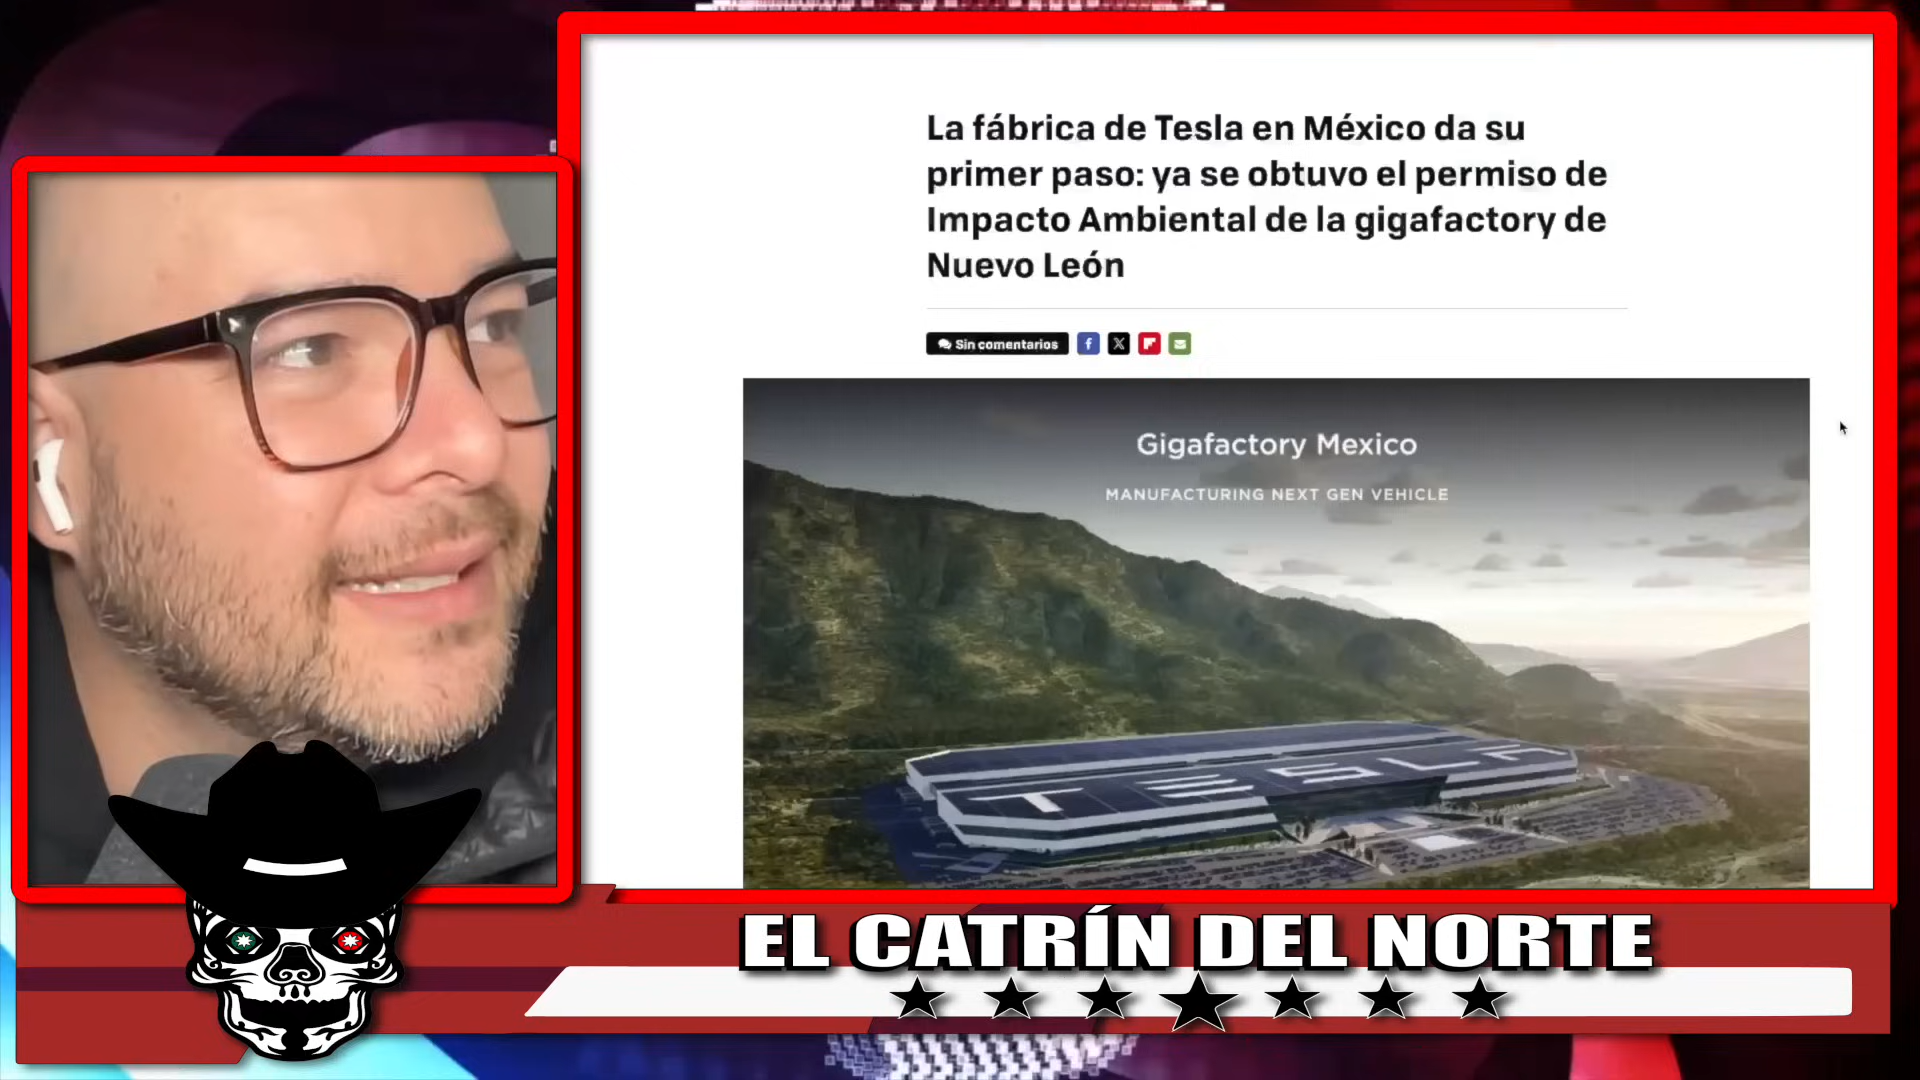 La fábrica de Tesla en México da su
primer paso: ya se obtuvo el permiso de
Impacto Ambiental de la gigafactory de
Nuevo León
Sin comentarios
Gigafactory Mexico
MANUFACTURING NEXT GEN VEHICLE
TESLA
EL CATRÍN DEL NORTE